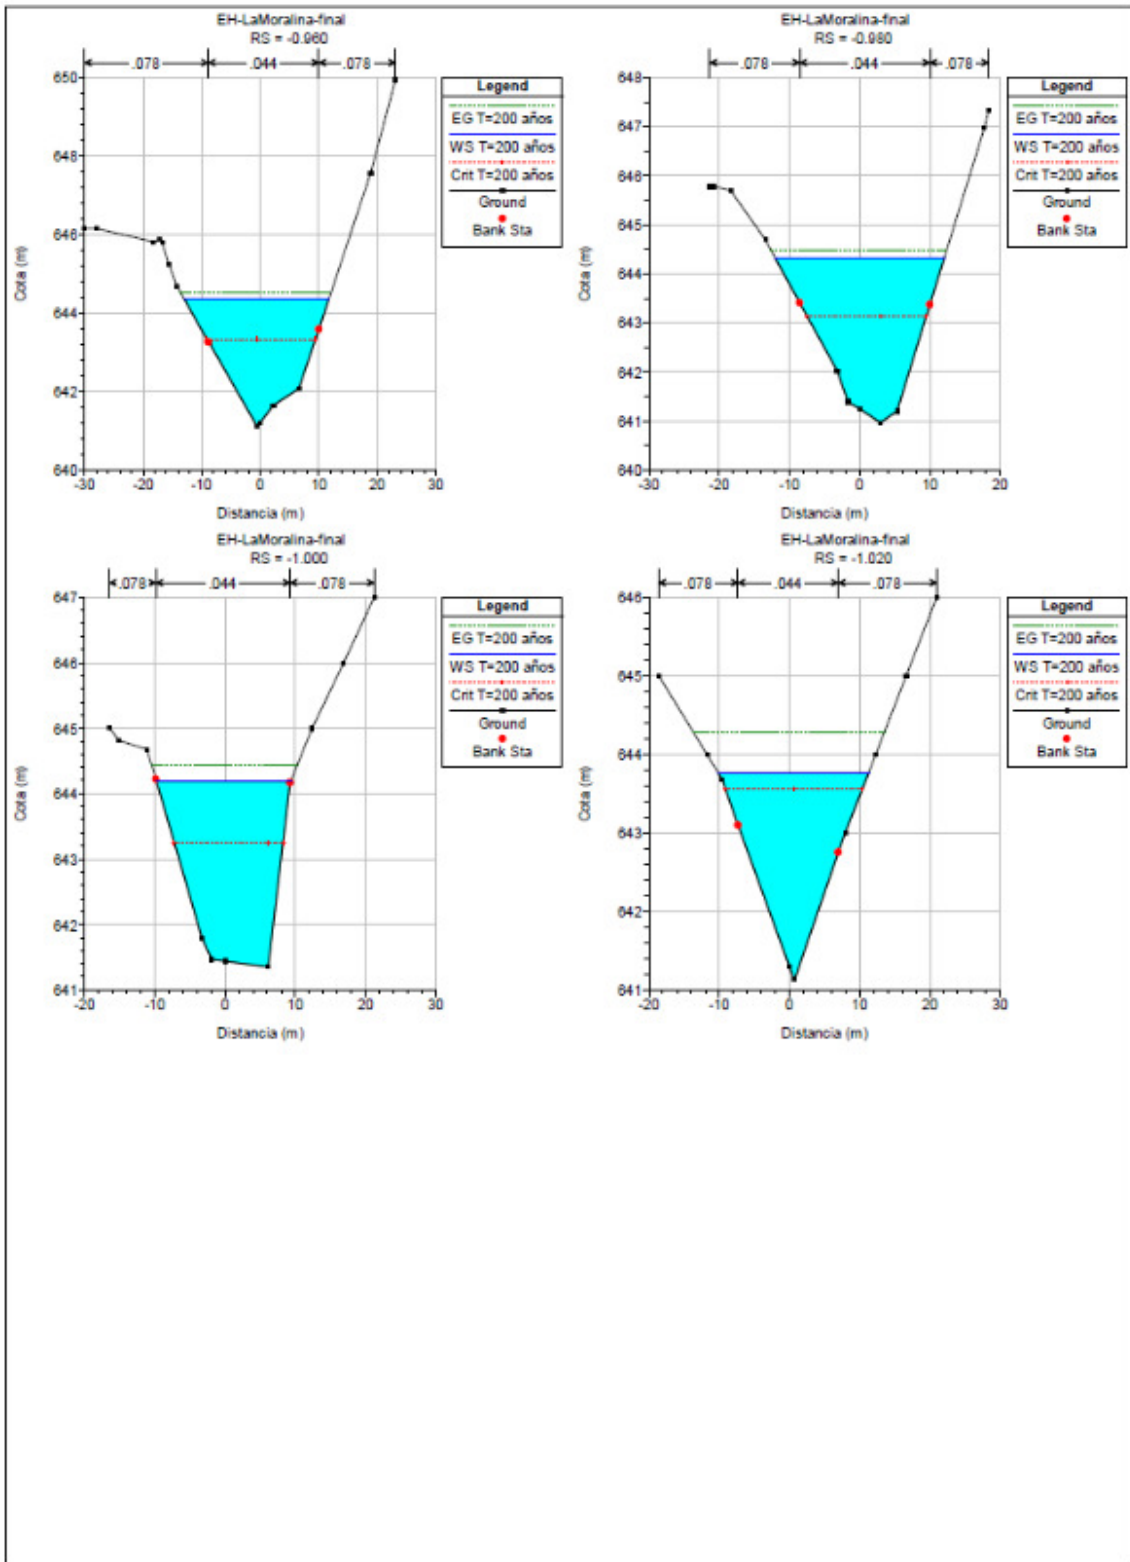 EH-LaMoralina-final
RS = -0.960
.078 .044 .078
650
648
646
644
642
640
-30 -20 -10 0 10 20 30
Cota (m)
Distancia (m)
Legend
EG T=200 años
WS T=200 años
Crit T=200 años
Ground
Bank Sta
EH-LaMoralina-final
RS = -0.980
.078 .044 .078
648
647
646
645
644
643
642
641
640
-30 -20 -10 0 10 20
Cota (m)
Distancia (m)
Legend
EG T=200 años
WS T=200 años
Crit T=200 años
Ground
Bank Sta
EH-LaMoralina-final
RS = -1.000
.078 .044 .078
647
646
645
644
643
642
641
-20 -10 0 10 20 30
Cota (m)
Distancia (m)
Legend
EG T=200 años
WS T=200 años
Crit T=200 años
Ground
Bank Sta
EH-LaMoralina-final
RS = -1.020
.078 .044 .078
646
645
644
643
642
641
-20 -10 0 10 20 30
Cota (m)
Distancia (m)
Legend
EG T=200 años
WS T=200 años
Crit T=200 años
Ground
Bank Sta